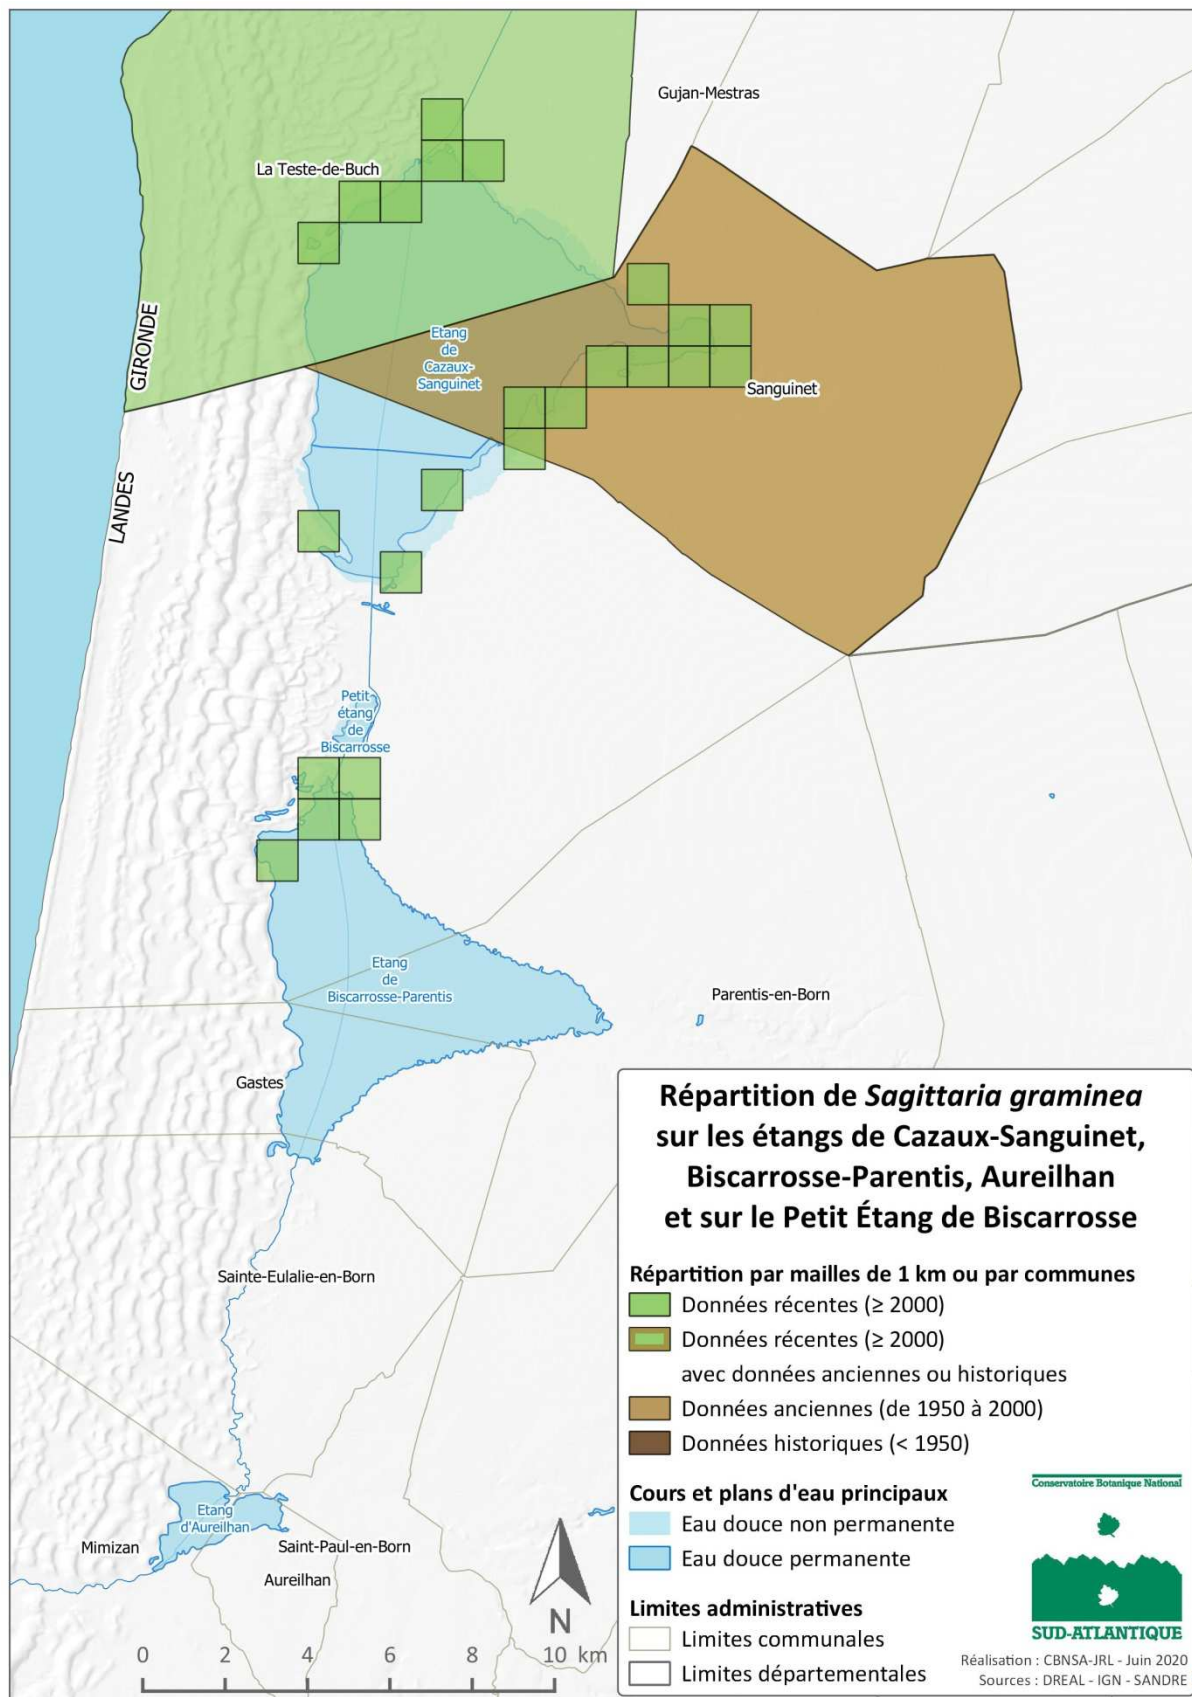 Gujan-Mestras
La Teste-de-Buch
GIRONDE
LANDES
Etang
de
Cazaux-
Sanguinet
Sanguinet
Petit
étang
de
Biscarrosse
Etang
de
Biscarrosse-Parentis
Parentis-en-Born
Gastes
Sainte-Eulalie-en-Born
Etang
d'Aureilhan
Mimizan
Saint-Paul-en-Born
Aureilhan
N
0 2 4 6 8 10 km
Répartition de Sagittaria graminea
sur les étangs de Cazaux-Sanguinet,
Biscarrosse-Parentis, Aureilhan
et sur le Petit Étang de Biscarrosse
Répartition par mailles de 1 km ou par communes
Données récentes (≥ 2000)
Données récentes (≥ 2000)
avec données anciennes ou historiques
Données anciennes (de 1950 à 2000)
Données historiques (< 1950)
Cours et plans d'eau principaux
Eau douce non permanente
Eau douce permanente
Limites administratives
Limites communales
Limites départementales
Conservatoire Botanique National
SUD-ATLANTIQUE
Réalisation : CBNSA-JRL - Juin 2020
Sources : DREAL - IGN - SANDRE